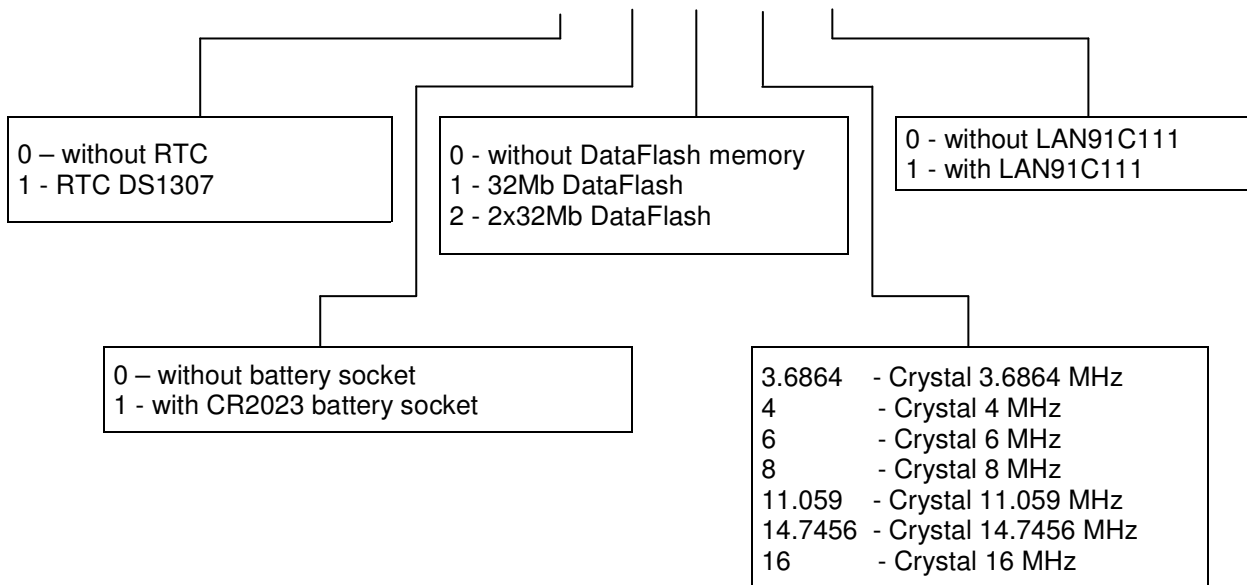 0 – without RTC
1 - RTC DS1307
0 - without DataFlash memory
1 - 32Mb DataFlash
2 - 2x32Mb DataFlash
0 - without LAN91C111
1 - with LAN91C111
0 – without battery socket
1 - with CR2023 battery socket
3.6864 - Crystal 3.6864 MHz
4 - Crystal 4 MHz
6 - Crystal 6 MHz
8 - Crystal 8 MHz
11.059 - Crystal 11.059 MHz
14.7456 - Crystal 14.7456 MHz
16 - Crystal 16 MHz